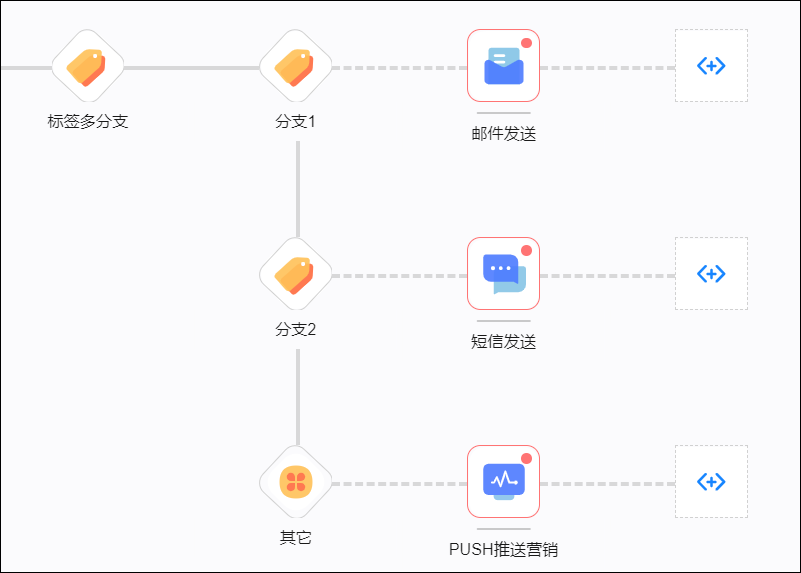 标签多分支
分支1
邮件发送
分支2
短信发送
其它
PUSH推送营销